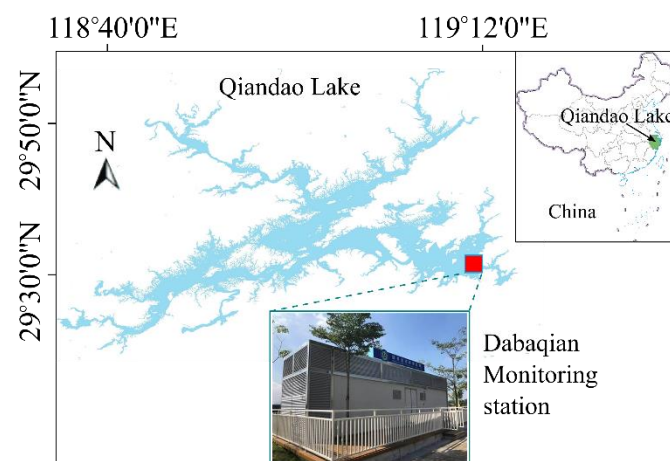 118°40'0"E
119°12'0"E
29°50'0"N
29°30'0"N
Qiandao Lake
N
Qiandao Lake
China
Dabaqian
Monitoring
station